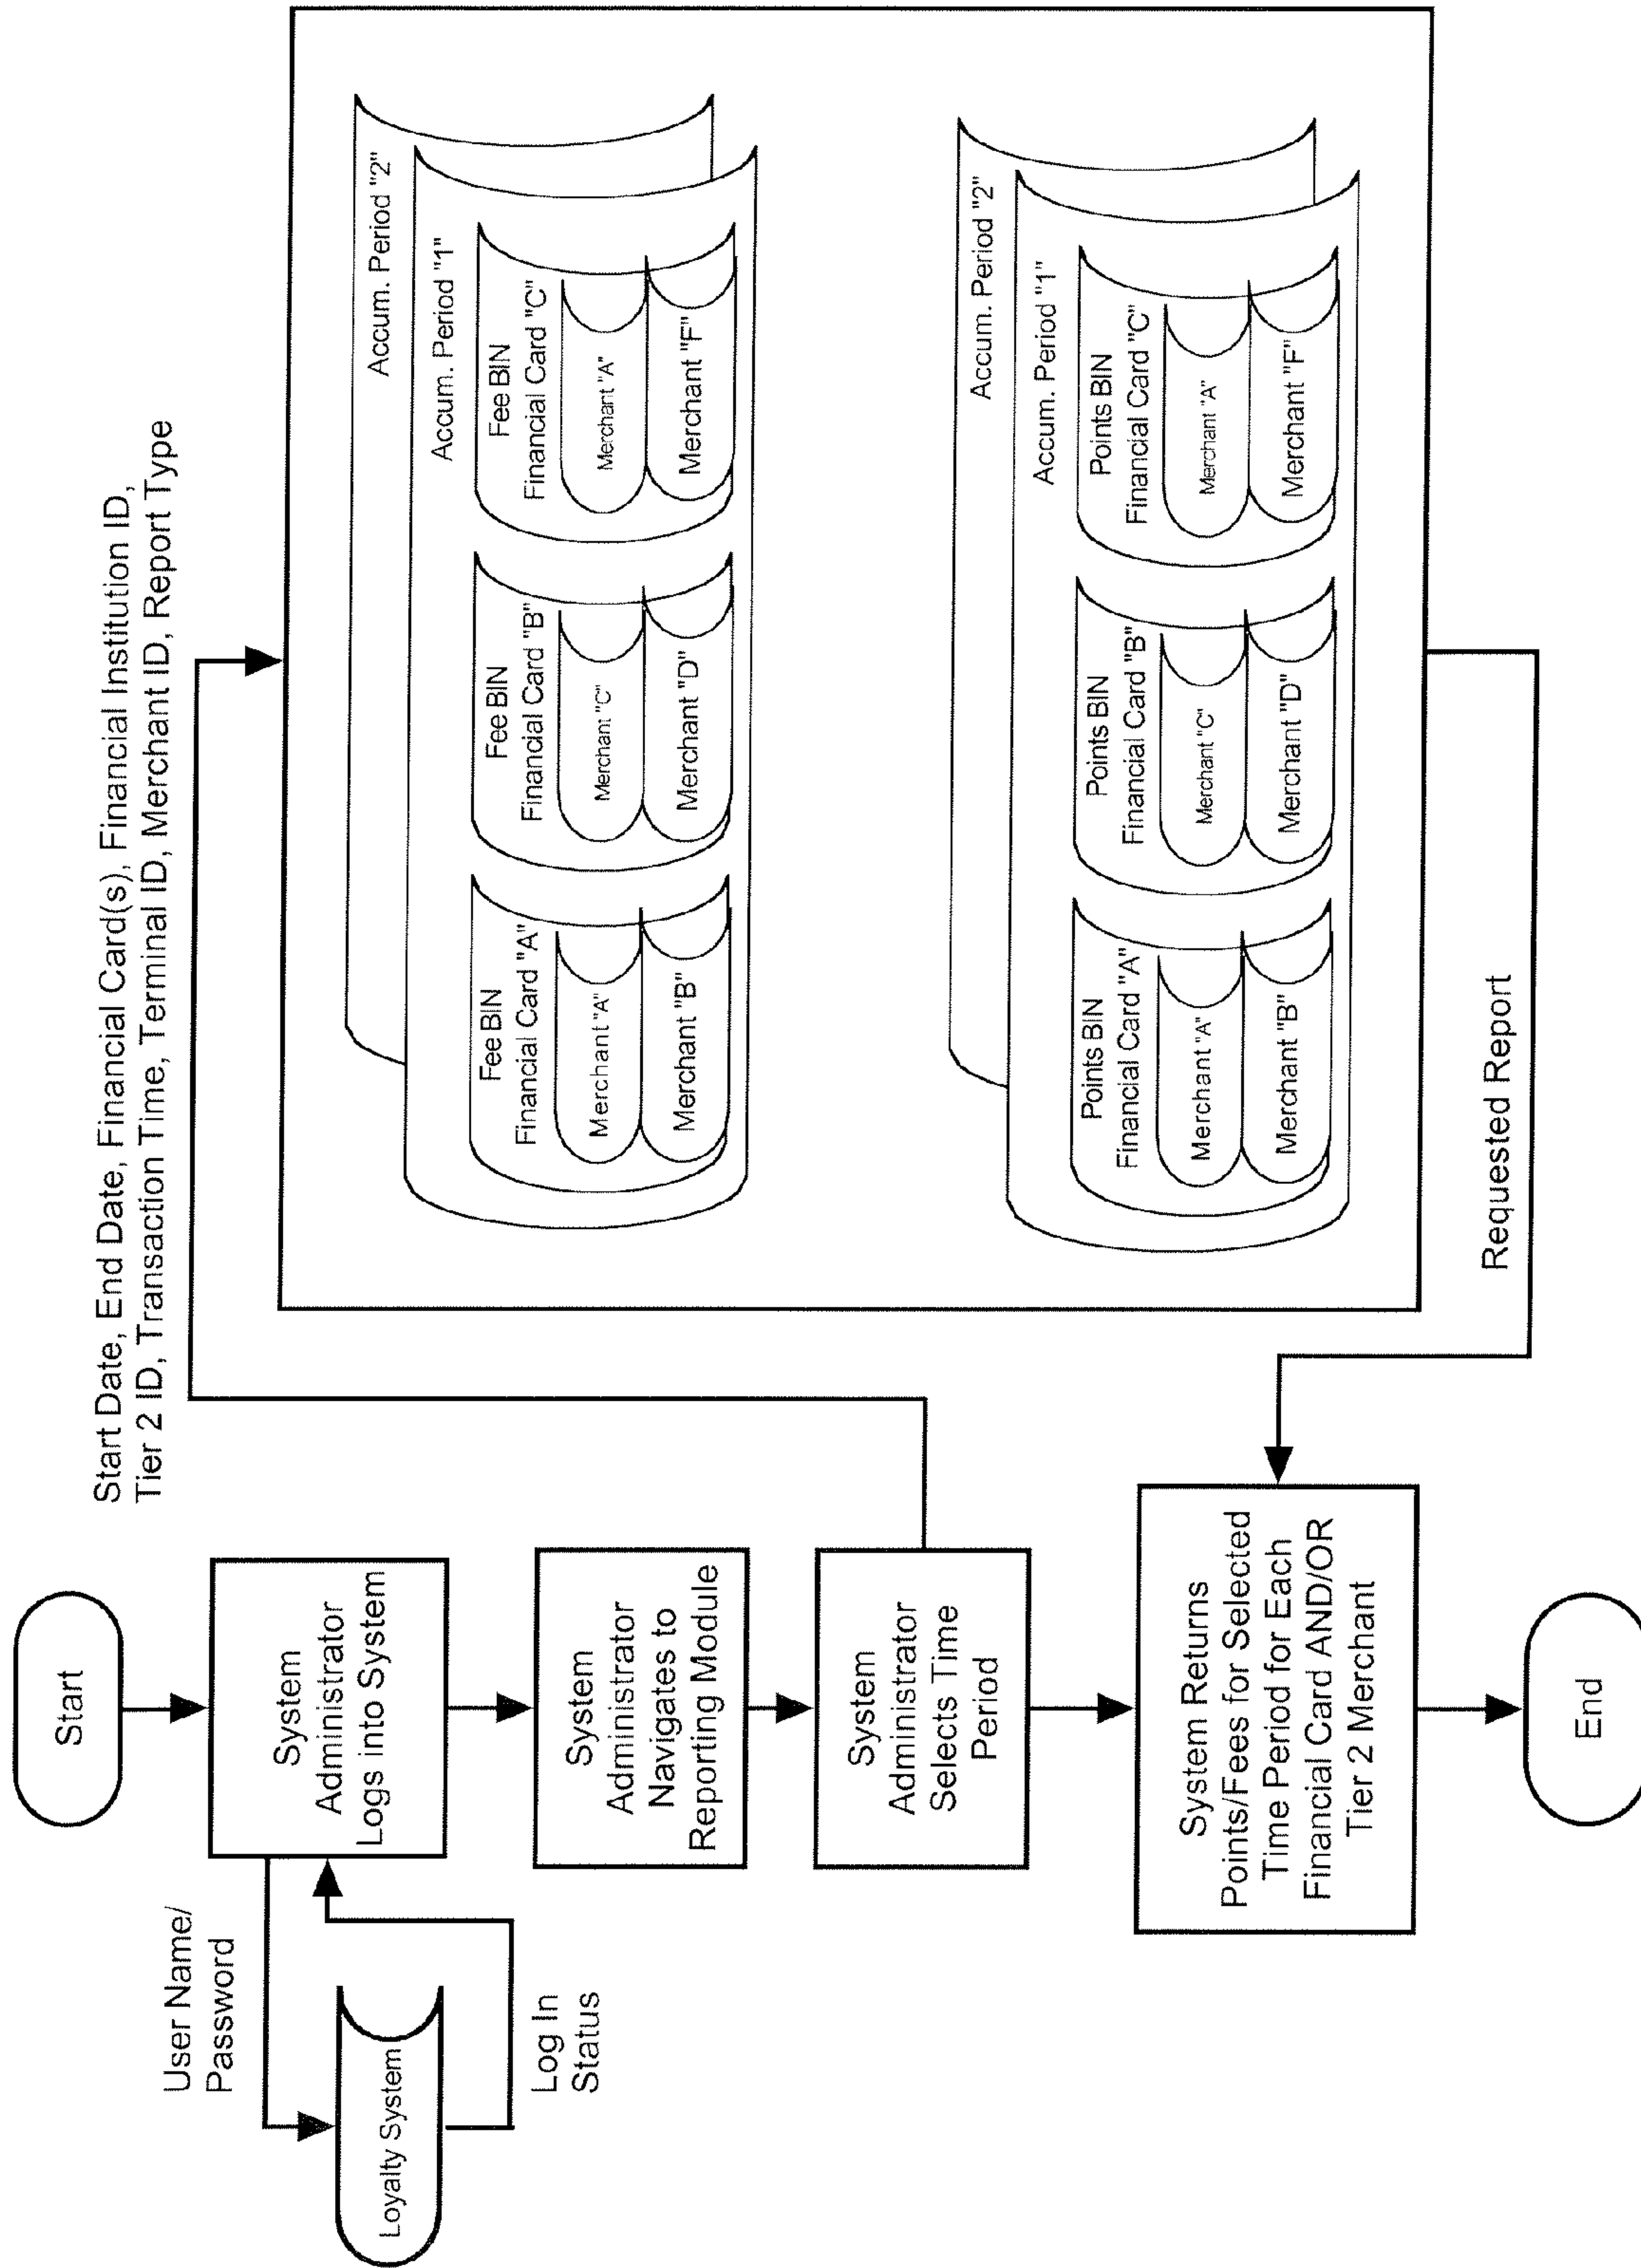 Start
User Name/
Password
System
Administrator
Logs into System
Loyalty System
Log In
Status
System
Administrator
Navigates to
Reporting Module
System
Administrator
Selects Time
Period
System Returns
Points/Fees for Selected
Time Period for Each
Financial Card AND/OR
Tier 2 Merchant
End
Start Date, End Date, Financial Card(s), Financial Institution ID,
Tier 2 ID, Transaction Time, Terminal ID, Merchant ID, Report Type
Accum. Period "2"
Accum. Period "1"
Fee BIN
Financial Card "A"
Merchant "A"
Merchant "B"
Fee BIN
Financial Card "B"
Merchant "C"
Merchant "D"
Fee BIN
Financial Card "C"
Merchant "A"
Merchant "F"
Accum. Period "2"
Accum. Period "1"
Points BIN
Financial Card "A"
Merchant "A"
Merchant "B"
Points BIN
Financial Card "B"
Merchant "C"
Merchant "D"
Points BIN
Financial Card "C"
Merchant "A"
Merchant "F"
Requested Report